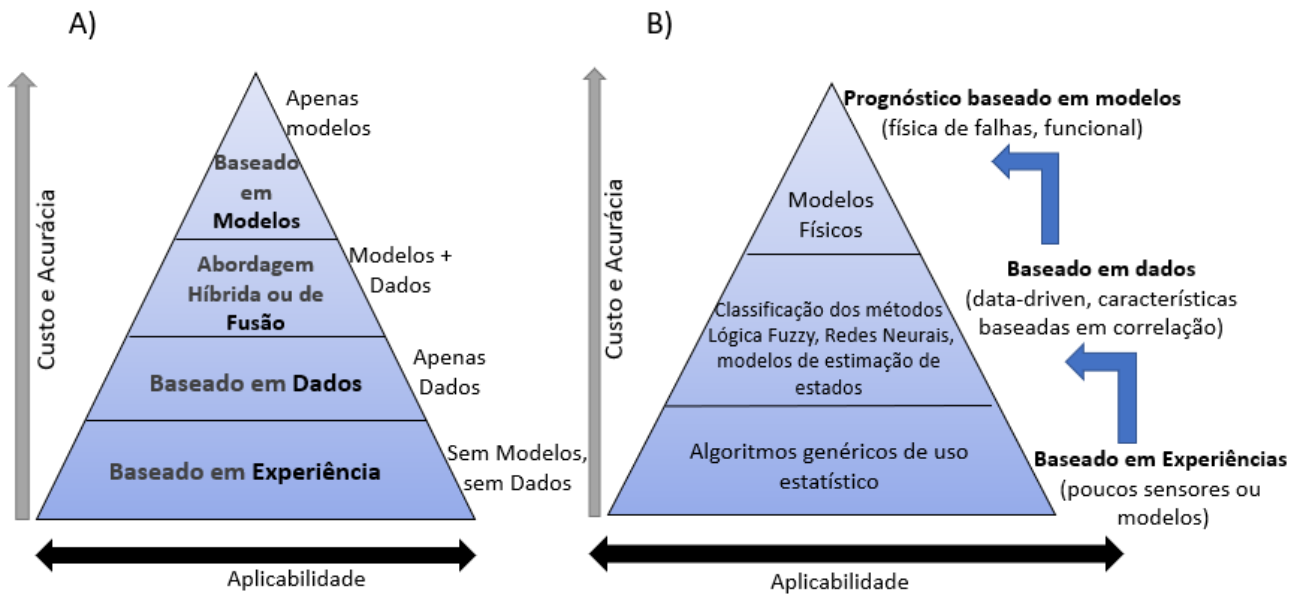 A)
Custo e Acurácia
Apenas
modelos
Baseado
em
Modelos
Modelos +
Dados
Abordagem
Híbrida ou de
Fusão
Apenas
Dados
Baseado em Dados
Sem Modelos,
sem Dados
Baseado em Experiência
Aplicabilidade
B)
Custo e Acurácia
Prognóstico baseado em modelos
(física de falhas, funcional)
Modelos
Físicos
Baseado em dados
(data-driven, características
baseadas em correlação)
Classificação dos métodos
Lógica Fuzzy, Redes Neurais,
modelos de estimação de
estados
Baseado em Experiências
(poucos sensores ou
modelos)
Algoritmos genéricos de uso
estatístico
Aplicabilidade